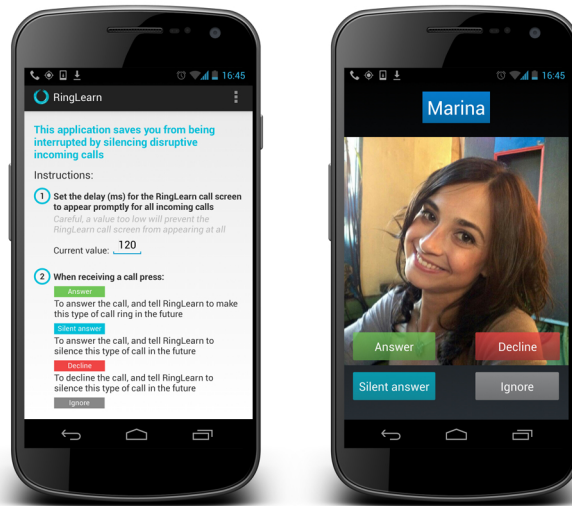 16:45
RingLearn
This application saves you from being
interrupted by silencing disruptive
incoming calls
Instructions:
1 Set the delay (ms) for the RingLearn call screen
to appear promptly for all incoming calls
Careful, a value too low will prevent the
RingLearn call screen from appearing at all
Current value: 120
2 When receiving a call press:
Answer
To answer the call, and tell RingLearn to make
this type of call ring in the future
Silent answer
To answer the call, and tell RingLearn to
silence this type of call in the future
Decline
To decline the call, and tell RingLearn to
silence this type of call in the future
Ignore
16:45
Marina
Answer Decline
Silent answer Ignore